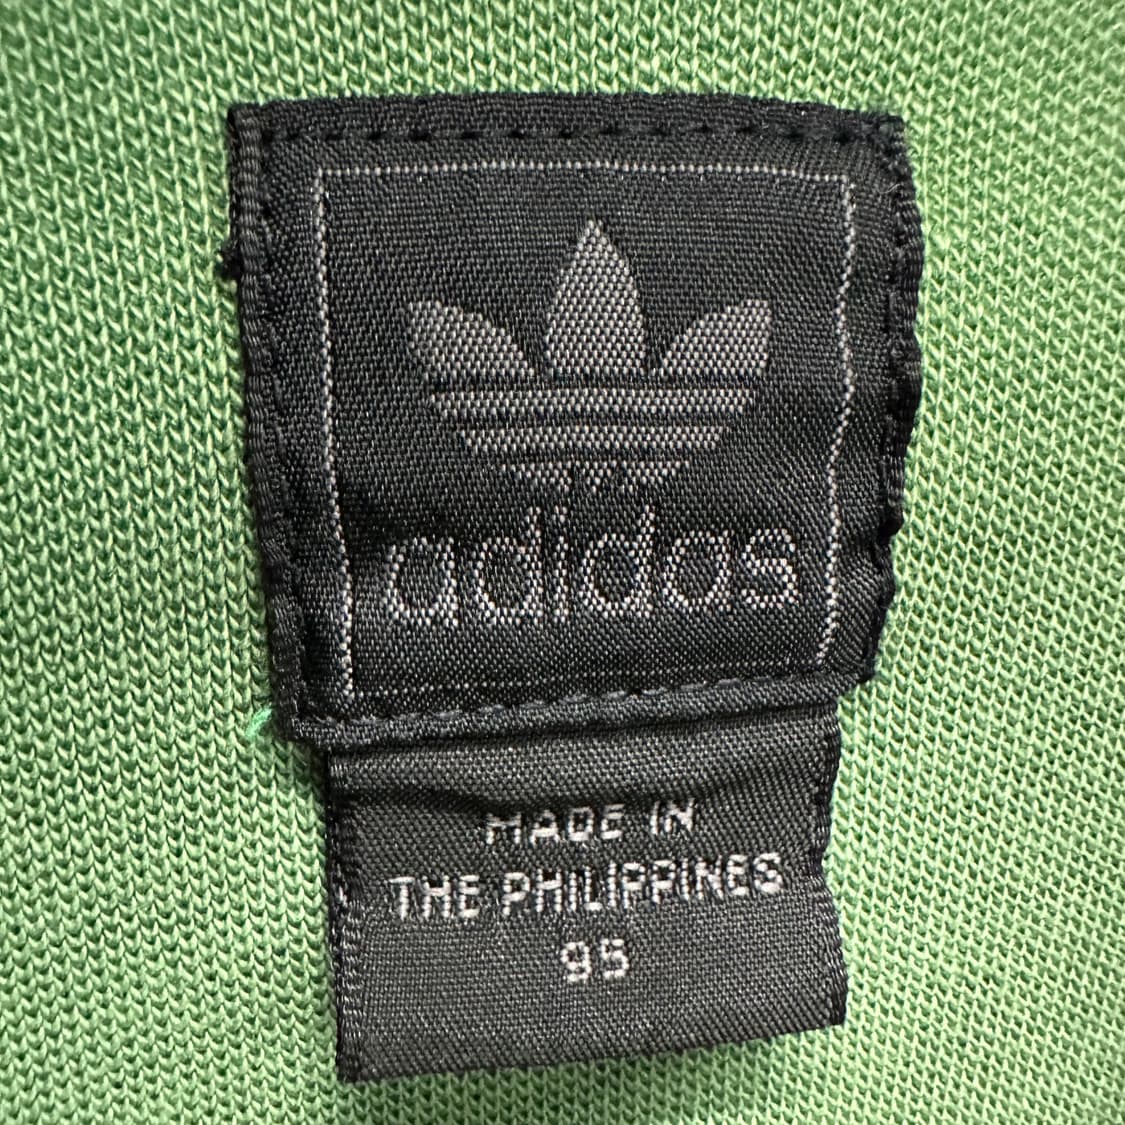 adidas
MADE IN
THE PHILIPPINES
95